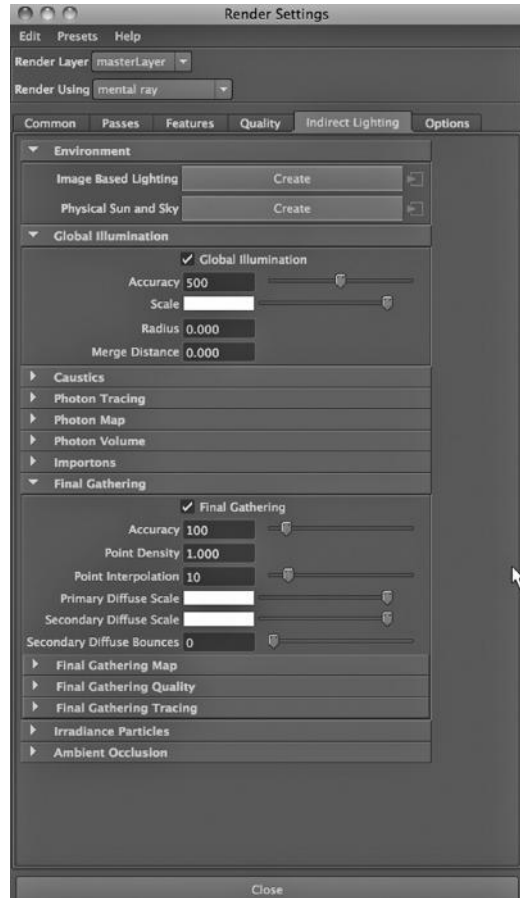 Render Settings
Edit Presets Help
Render Layer masterLayer
Render Using mental ray
Common Passes Features Quality Indirect Lighting Options
Environment
Image Based Lighting Create
Physical Sun and Sky Create
Global Illumination
Global Illumination
Accuracy 500
Scale
Radius 0.000
Merge Distance 0.000
Caustics
Photon Tracing
Photon Map
Photon Volume
Importons
Final Gathering
Final Gathering
Accuracy 100
Point Density 1.000
Point Interpolation 10
Primary Diffuse Scale
Secondary Diffuse Scale
Secondary Diffuse Bounces 0
Final Gathering Map
Final Gathering Quality
Final Gathering Tracing
Irradiance Particles
Ambient Occlusion
Close